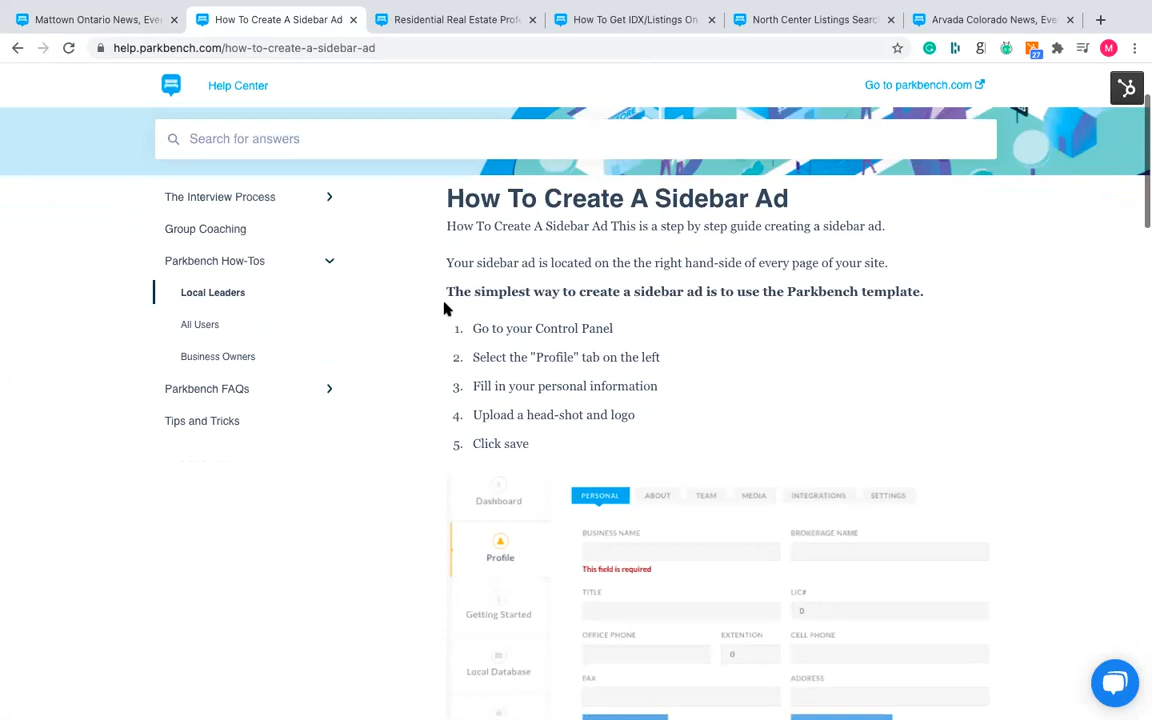 Mattown Ontario News, Ever
How To Create A Sidebar Ad
Residential Real Estate Profe
How To Get IDX/Listings On
North Center Listings Search
Arvada Colorado News, Eve
help.parkbench.com/how-to-create-a-sidebar-ad
27
M
Help Center
Go to parkbench.com
Search for answers
The Interview Process
Group Coaching
Parkbench How-Tos
Local Leaders
All Users
Business Owners
Parkbench FAQs
Tips and Tricks
How To Create A Sidebar Ad
How To Create A Sidebar Ad This is a step by step guide creating a sidebar ad.
Your sidebar ad is located on the the right hand-side of every page of your site.
The simplest way to create a sidebar ad is to use the Parkbench template.
1. Go to your Control Panel
2. Select the "Profile" tab on the left
3. Fill in your personal information
4. Upload a head-shot and logo
5. Click save
Dashboard
Profile
Getting Started
Local Database
PERSONAL ABOUT TEAM MEDIA INTEGRATIONS SETTINGS
BUSINESS NAME BROKERAGE NAME
This field is required
TITLE LIC#
0
OFFICE PHONE EXTENTION CELL PHONE
0
FAX ADDRESS